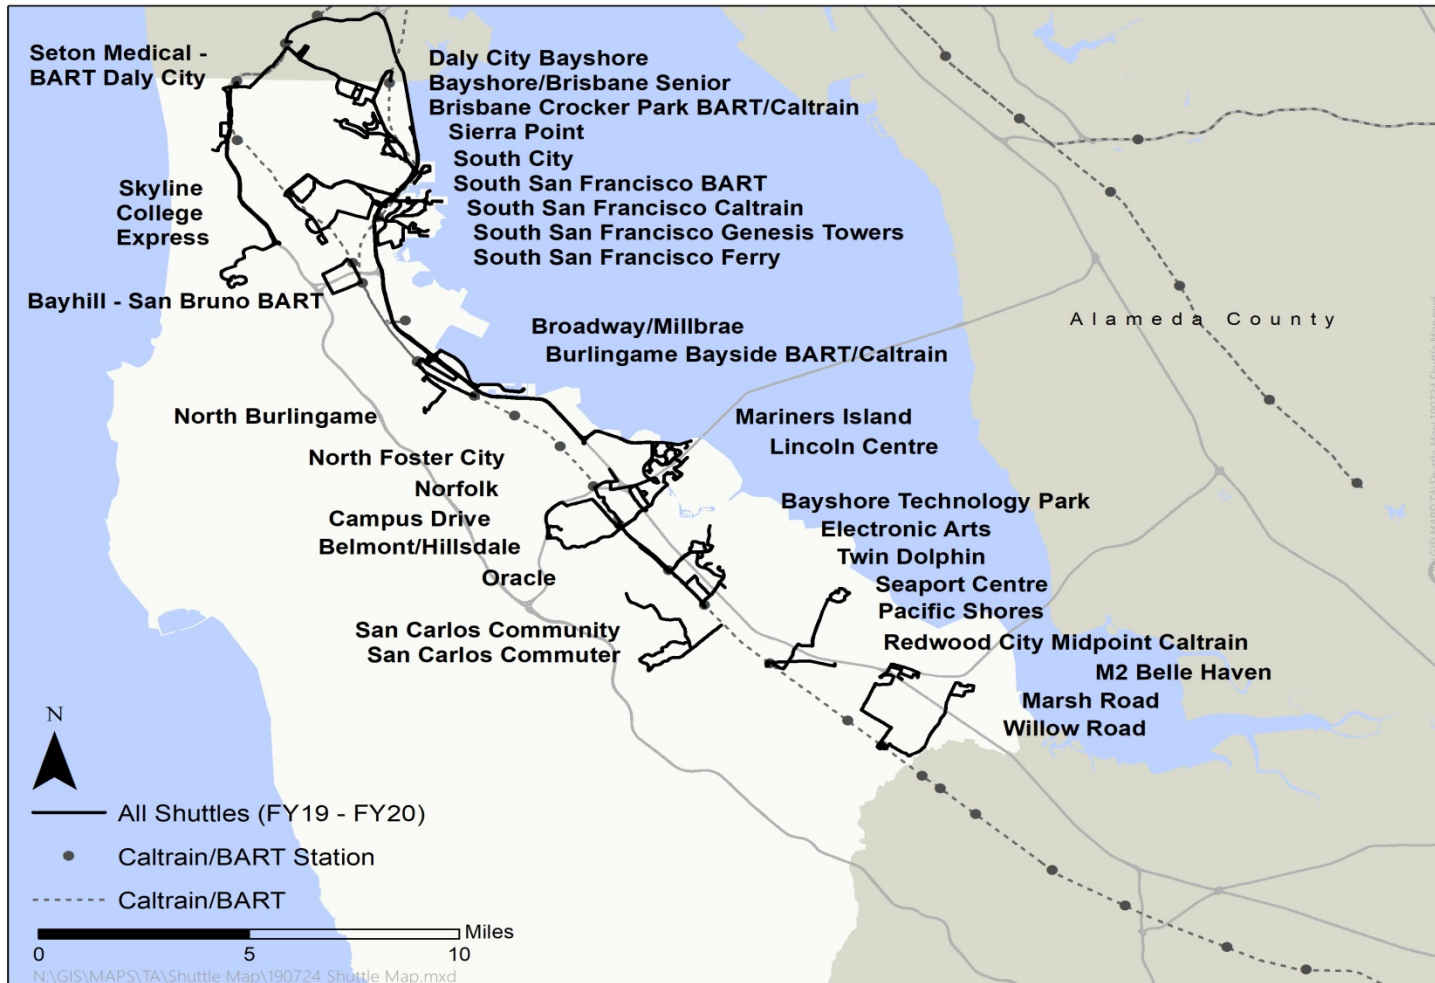 Seton Medical -
BART Daly City
Daly City Bayshore
Bayshore/Brisbane Senior
Brisbane Crocker Park BART/Caltrain
Sierra Point
South City
South San Francisco BART
South San Francisco Caltrain
South San Francisco Genesis Towers
South San Francisco Ferry
Skyline
College
Express
Bayhill - San Bruno BART
Broadway/Millbrae
Burlingame Bayside BART/Caltrain
Alameda County
North Burlingame
Mariners Island
Lincoln Centre
North Foster City
Norfolk
Campus Drive
Belmont/Hillsdale
Oracle
Bayshore Technology Park
Electronic Arts
Twin Dolphin
Seaport Centre
Pacific Shores
San Carlos Community
San Carlos Commuter
Redwood City Midpoint Caltrain
M2 Belle Haven
Marsh Road
Willow Road
N
All Shuttles (FY19 - FY20)
Caltrain/BART Station
Caltrain/BART
Miles
0 5 10
N:\GIS\MAPS\TA\Shuttle Map\190724 Shuttle Map.mxd